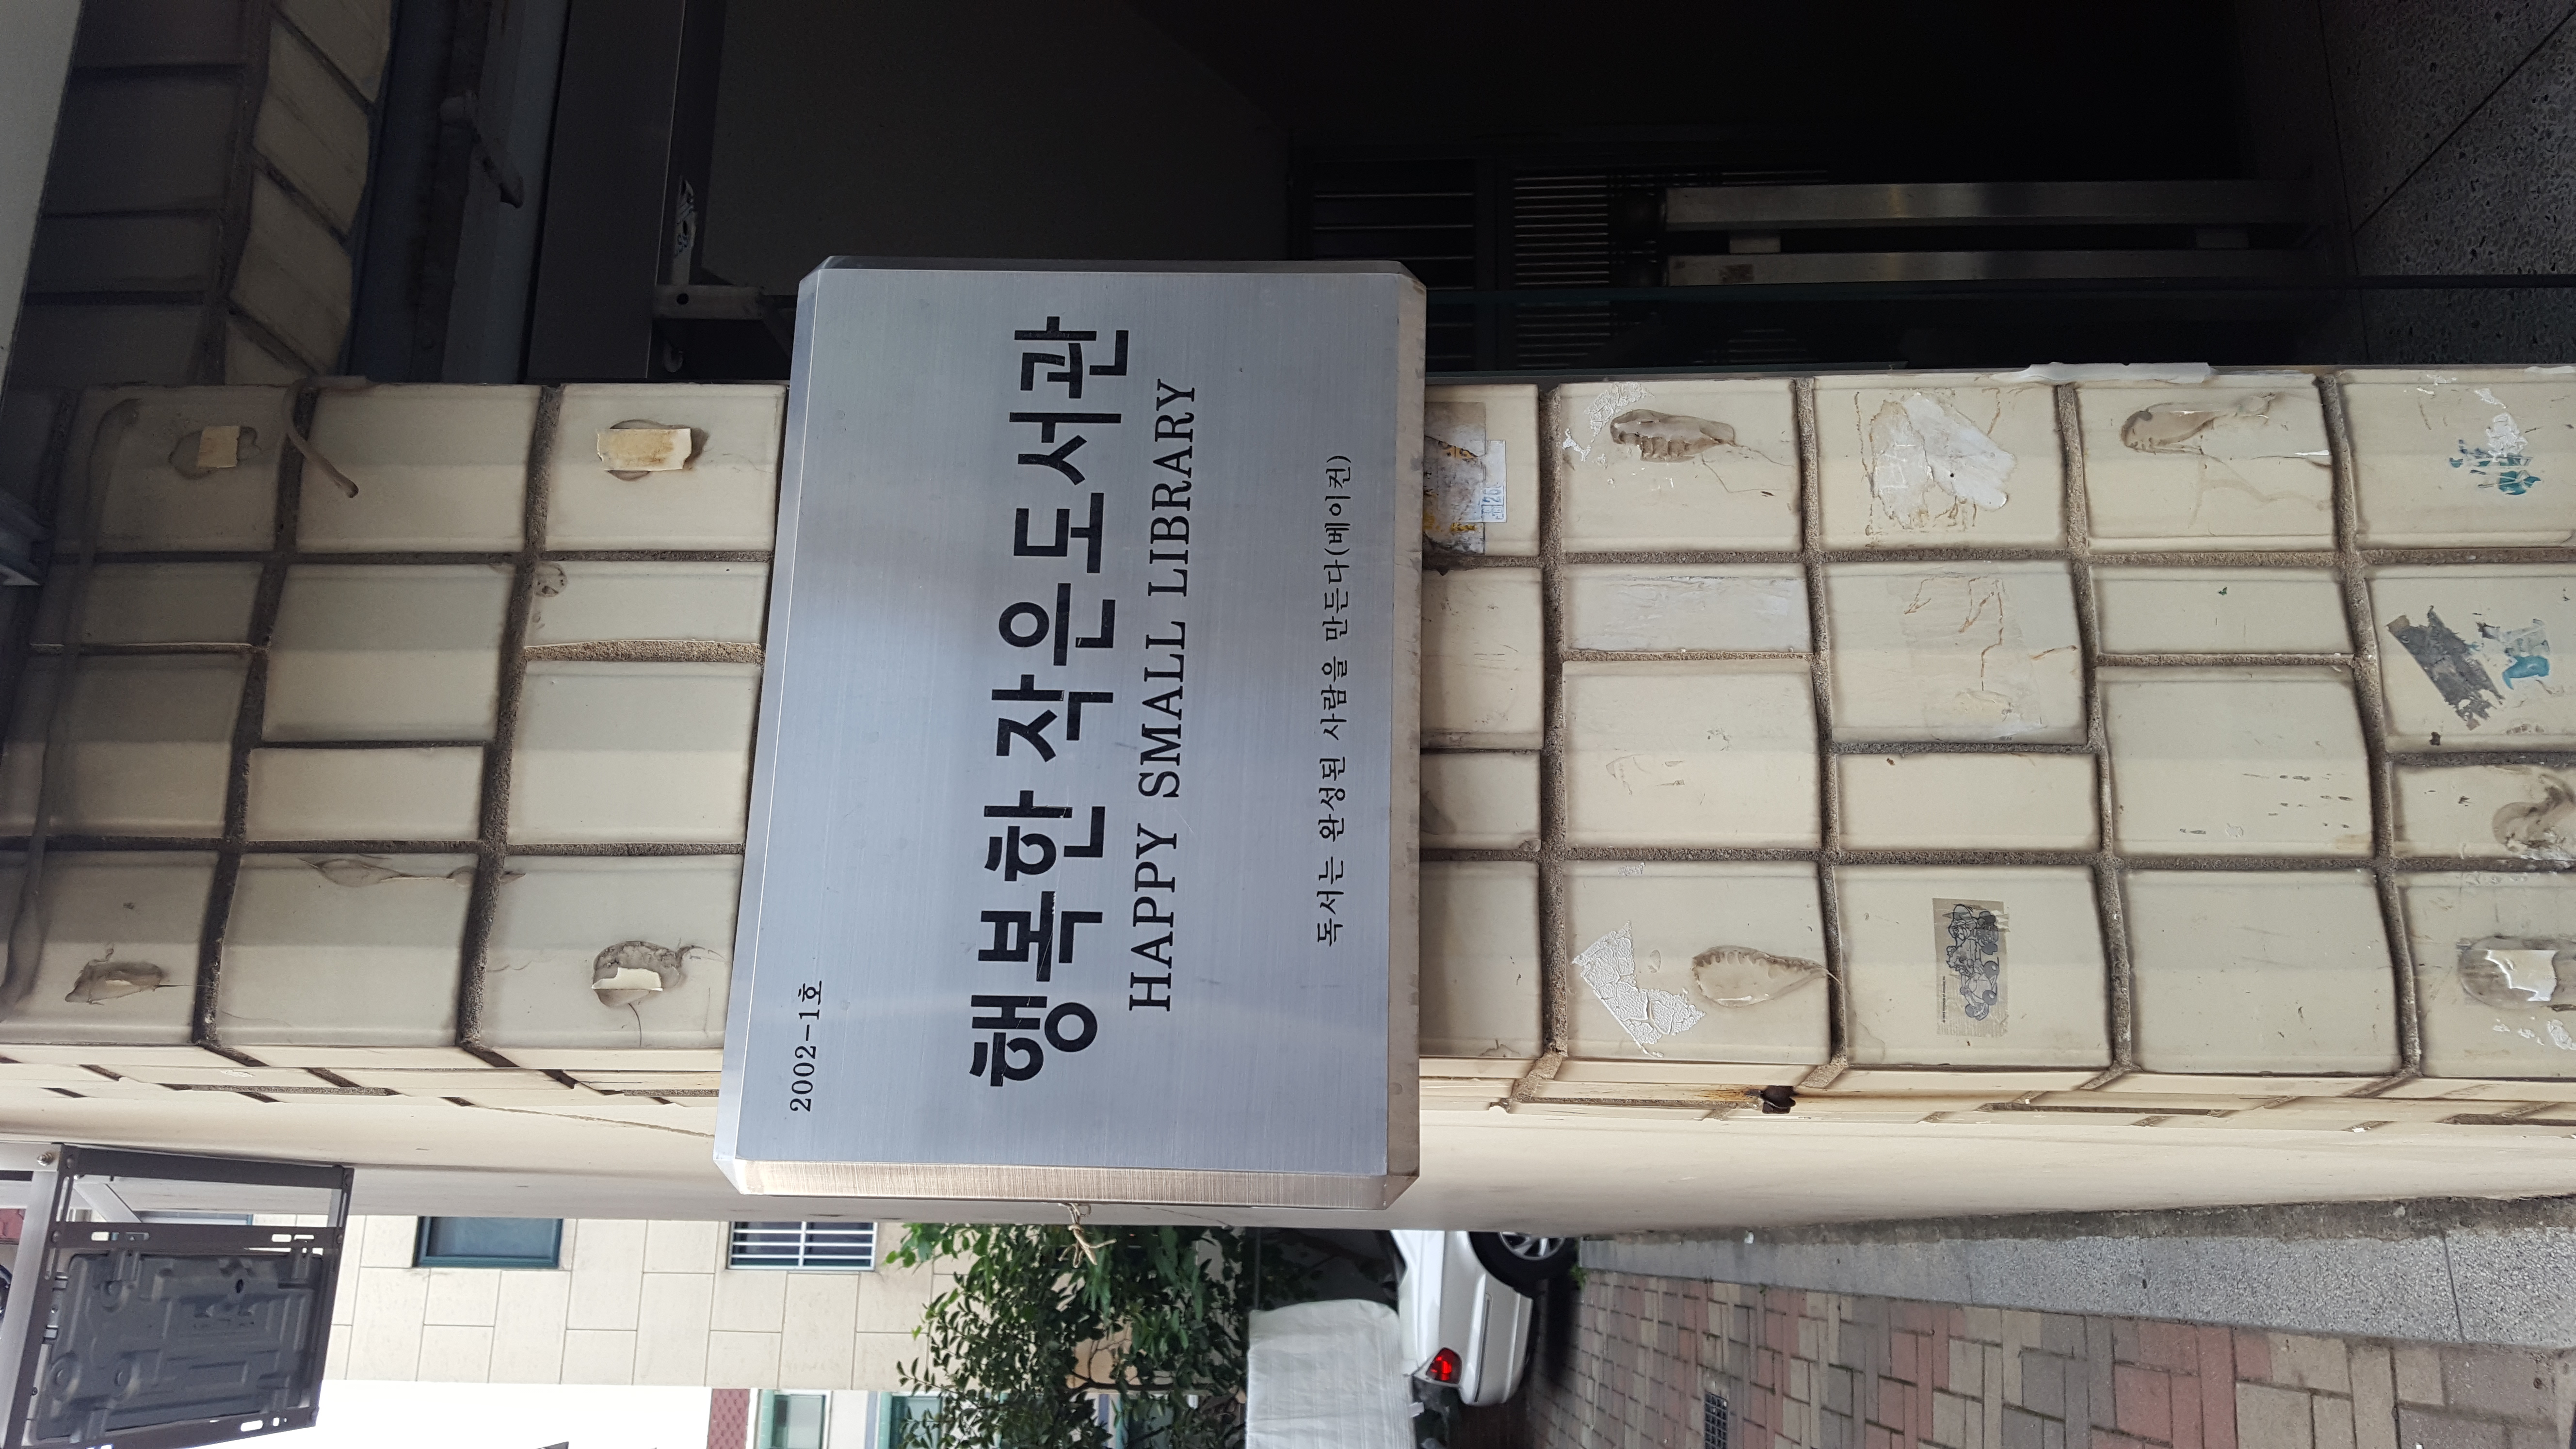 2002-1호
행복한 작은도서관
HAPPY SMALL LIBRARY
독서는 완성된 사람을 만든다(베이컨)